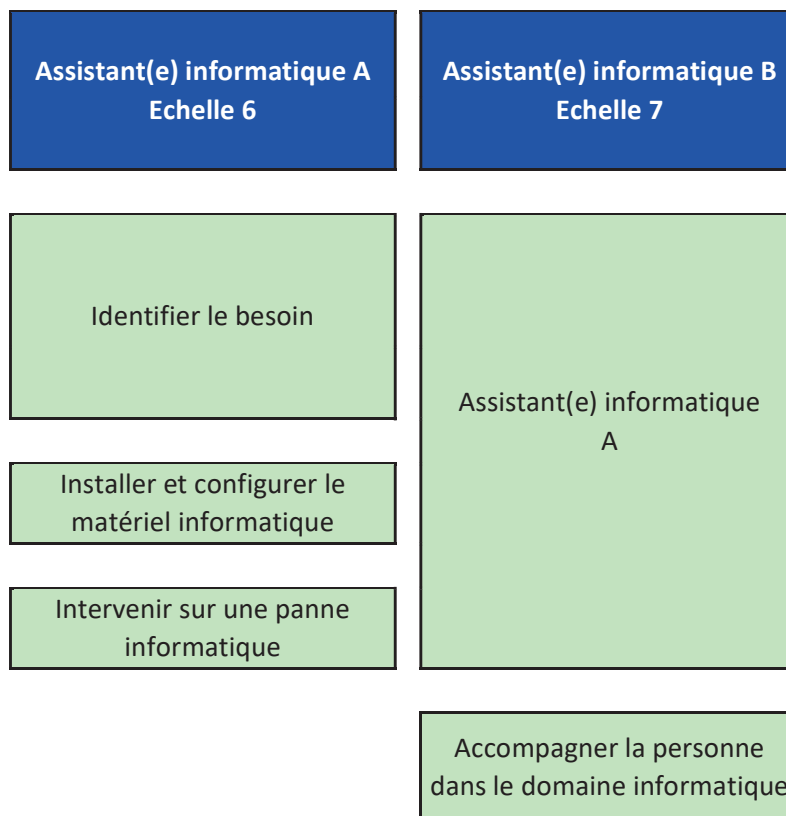 Assistant(e) informatique A
Echelle 6
Assistant(e) informatique B
Echelle 7
Identifier le besoin
Installer et configurer le
matériel informatique
Intervenir sur une panne
informatique
Assistant(e) informatique
A
Accompagner la personne
dans le domaine informatique